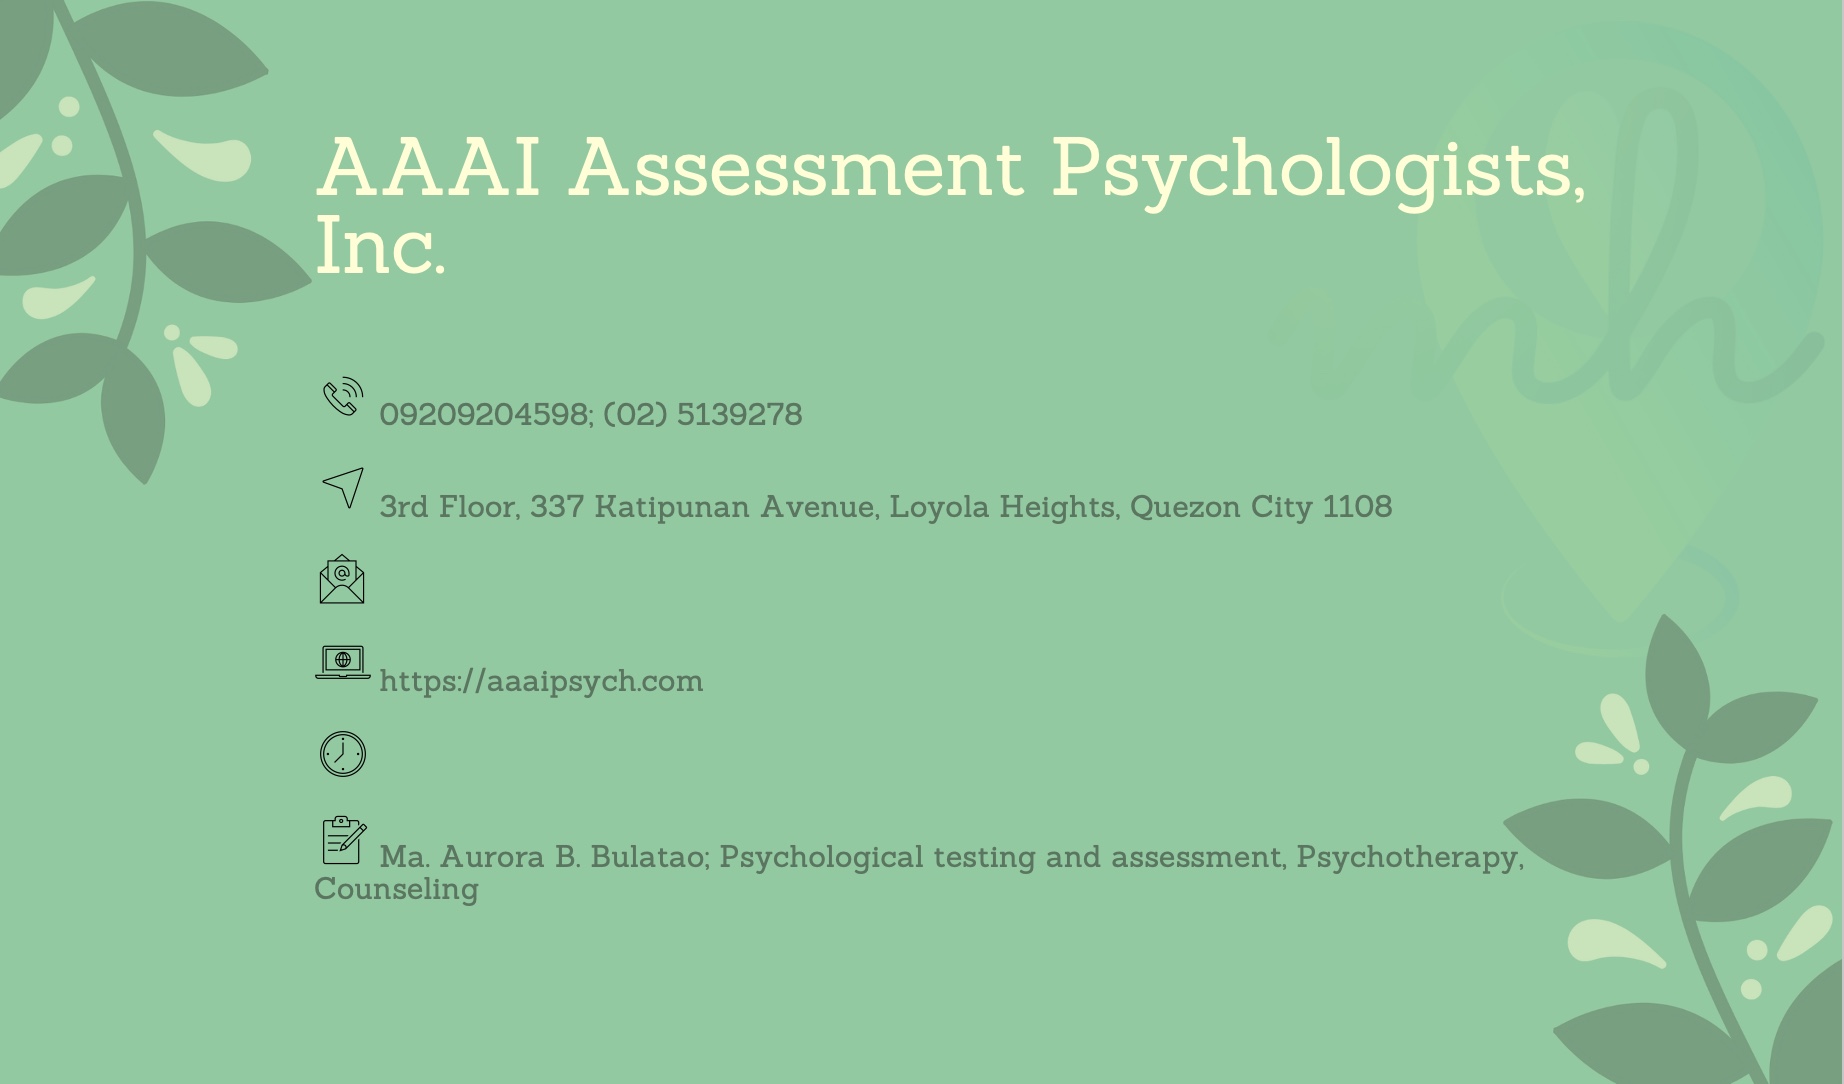 AAAI Assessment Psychologists,
Inc.
09209204598; (02) 5139278
3rd Floor, 337 Katipunan Avenue, Loyola Heights, Quezon City 1108
@
https://aaaipsych.com
Ma. Aurora B. Bulatao; Psychological testing and assessment, Psychotherapy,
Counseling